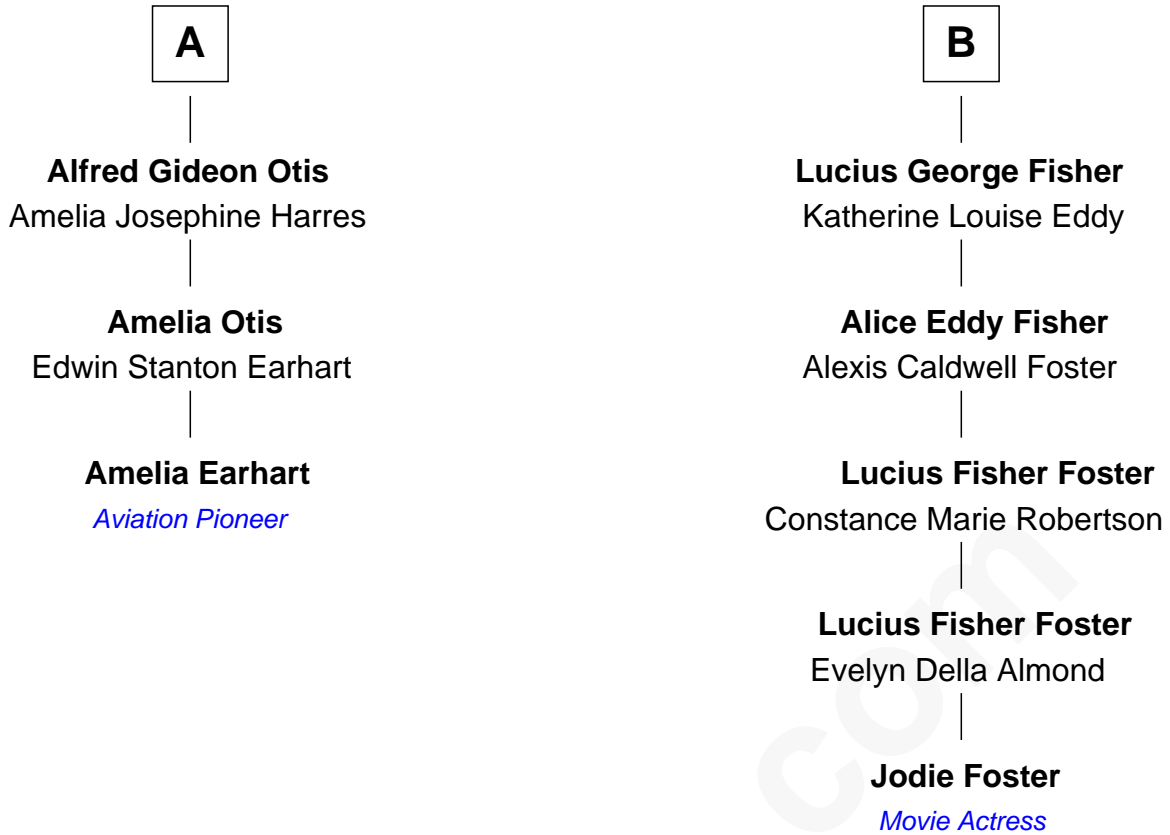 A
Alfred Gideon Otis
Amelia Josephine Harres
Amelia Otis
Edwin Stanton Earhart
Amelia Earhart
Aviation Pioneer
B
Lucius George Fisher
Katherine Louise Eddy
Alice Eddy Fisher
Alexis Caldwell Foster
Lucius Fisher Foster
Constance Marie Robertson
Lucius Fisher Foster
Evelyn Della Almond
Jodie Foster
Movie Actress
com